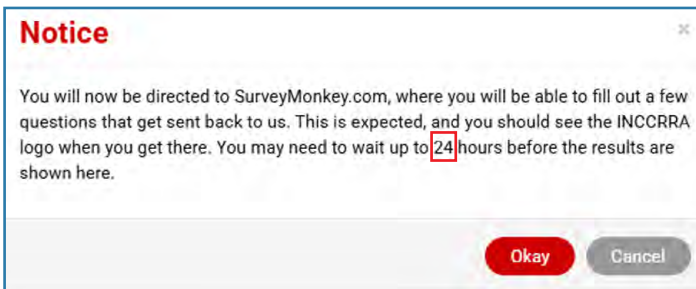 Notice
×
You will now be directed to SurveyMonkey.com, where you will be able to fill out a few
questions that get sent back to us. This is expected, and you should see the INCCRRA
logo when you get there. You may need to wait up to 24 hours before the results are
shown here.
Okay Cancel